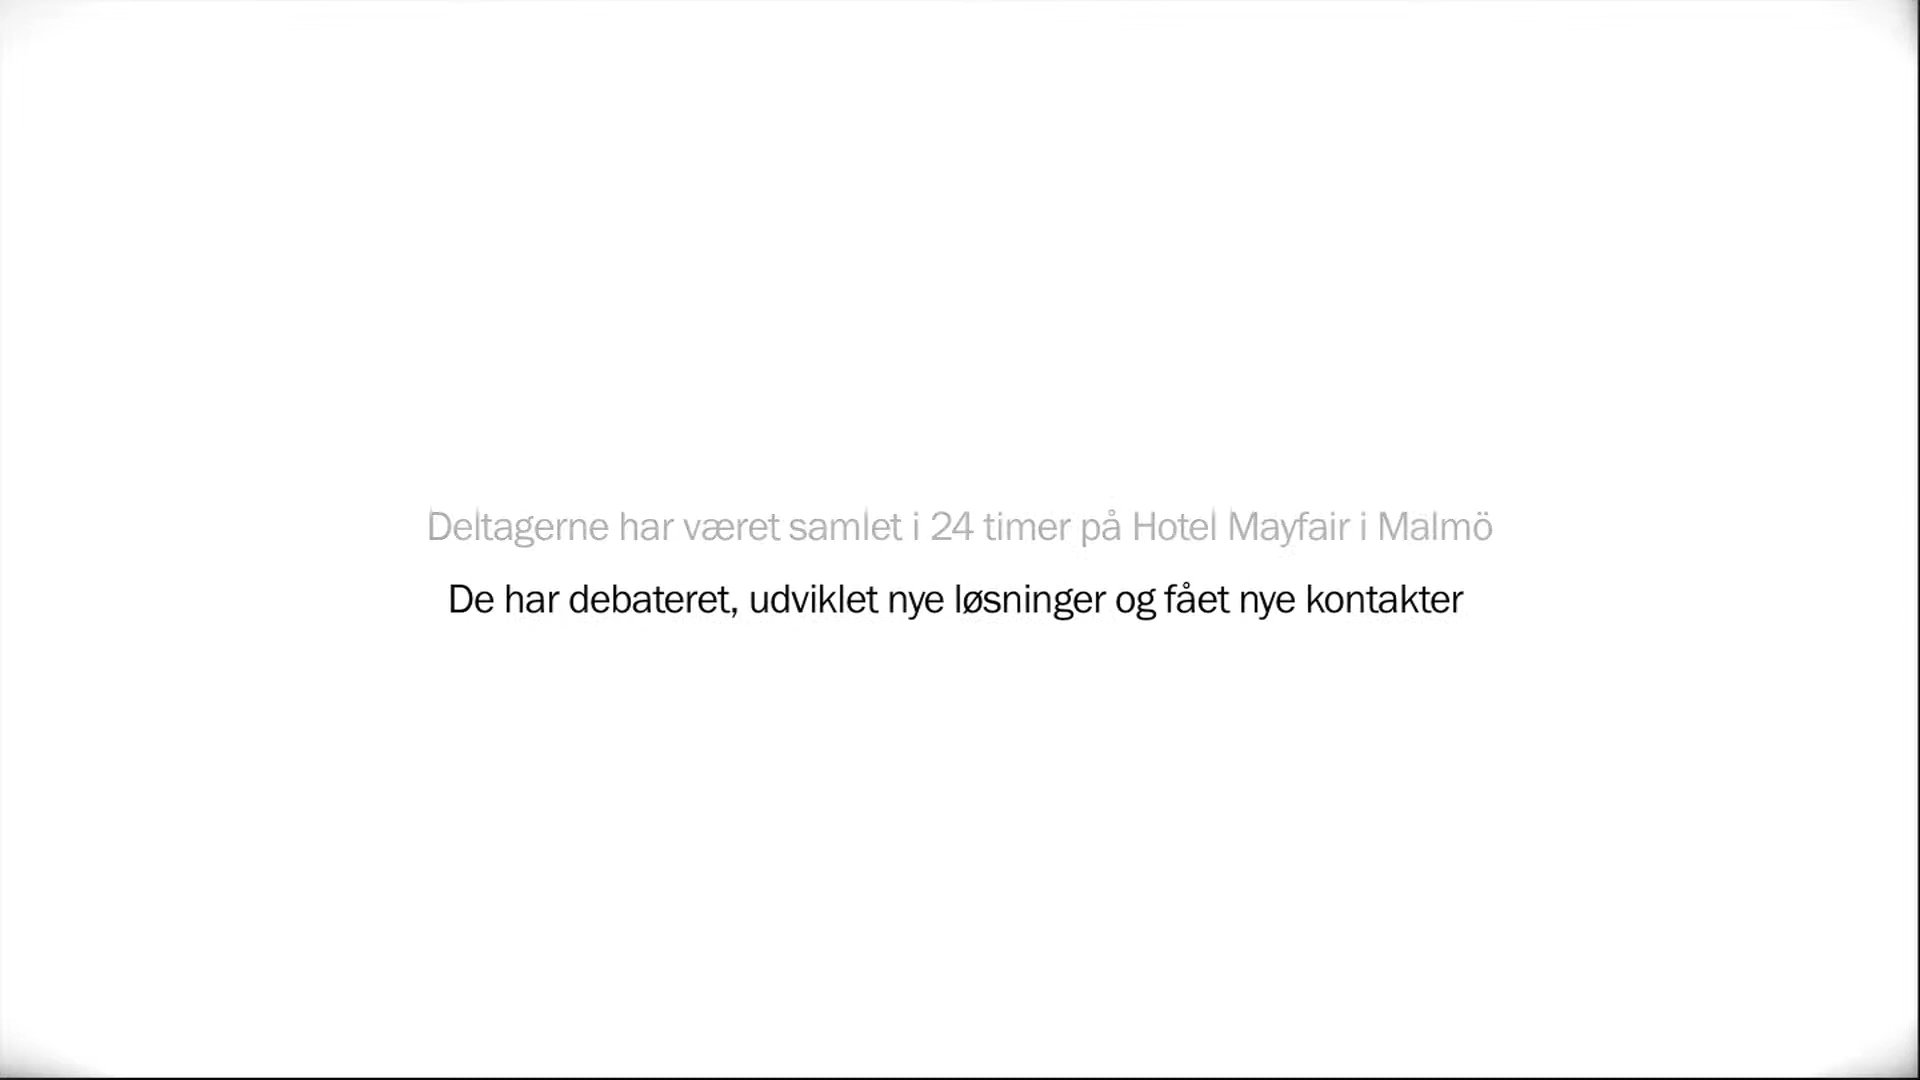 Deltagerne har været samlet i 24 timer på Hotel Mayfair i Malmö
De har debateret, udviklet nye løsninger og fået nye kontakter